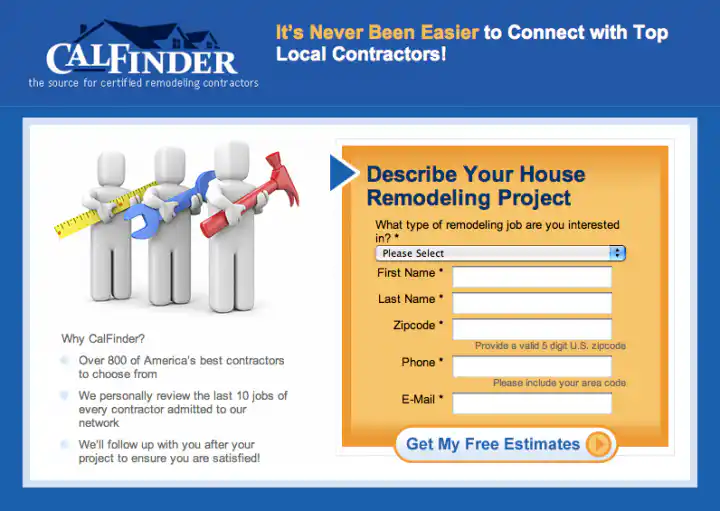 CALFINDER
the source for certified remodeling contractors
It's Never Been Easier to Connect with Top
Local Contractors!
Why CalFinder?
Over 800 of America's best contractors
to choose from
We personally review the last 10 jobs of
every contractor admitted to our
network
We'll follow up with you after your
project to ensure you are satisfied!
Describe Your House
Remodeling Project
What type of remodeling job are you interested
in? *
Please Select
First Name *
Last Name *
Zipcode *
Provide a valid 5 digit U.S. zipcode
Phone *
Please include your area code
E-Mail *
Get My Free Estimates